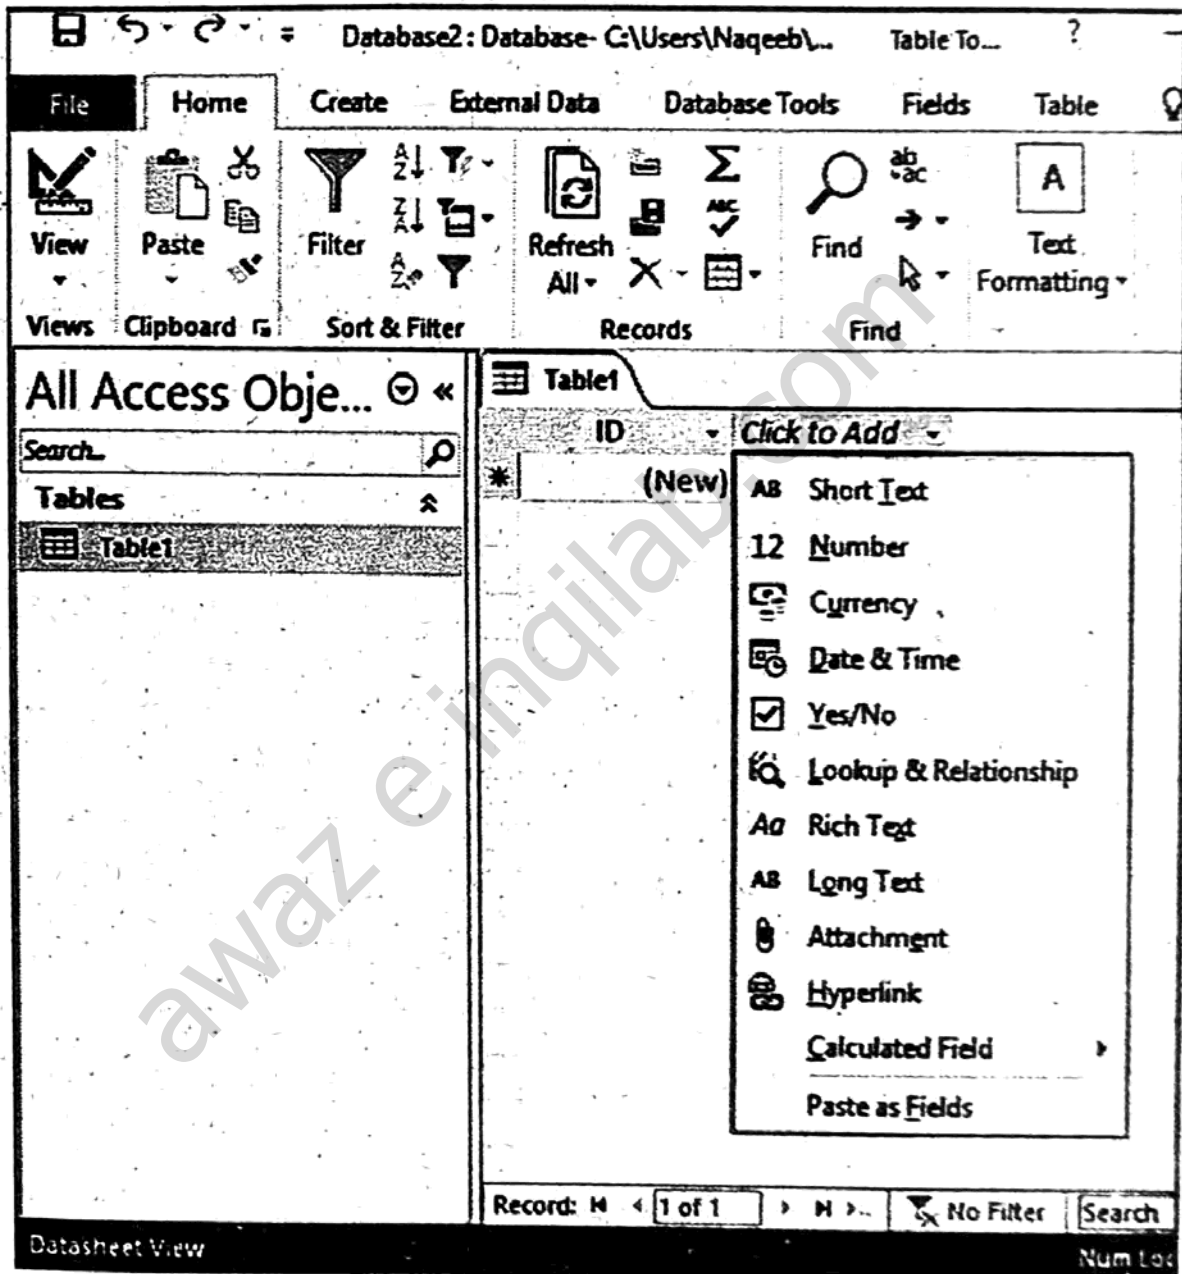 Database2 : Database- C:\Users\Naqeeb\... Table To... ?
File Home Create External Data Database Tools Fields Table
View Paste Filter Refresh All Find Text Formatting
Views Clipboard Sort & Filter Records Find
All Access Obje... «
Search...
Tables
Table1
Table1
ID Click to Add
(New)
AB Short Text
12 Number
Currency
Date & Time
Yes/No
Lookup & Relationship
Aa Rich Text
AB Long Text
Attachment
Hyperlink
Calculated Field
Paste as Fields
Record: 1 of 1 No Filter Search
Datasheet View Num Loc
awaz e inqilab.com